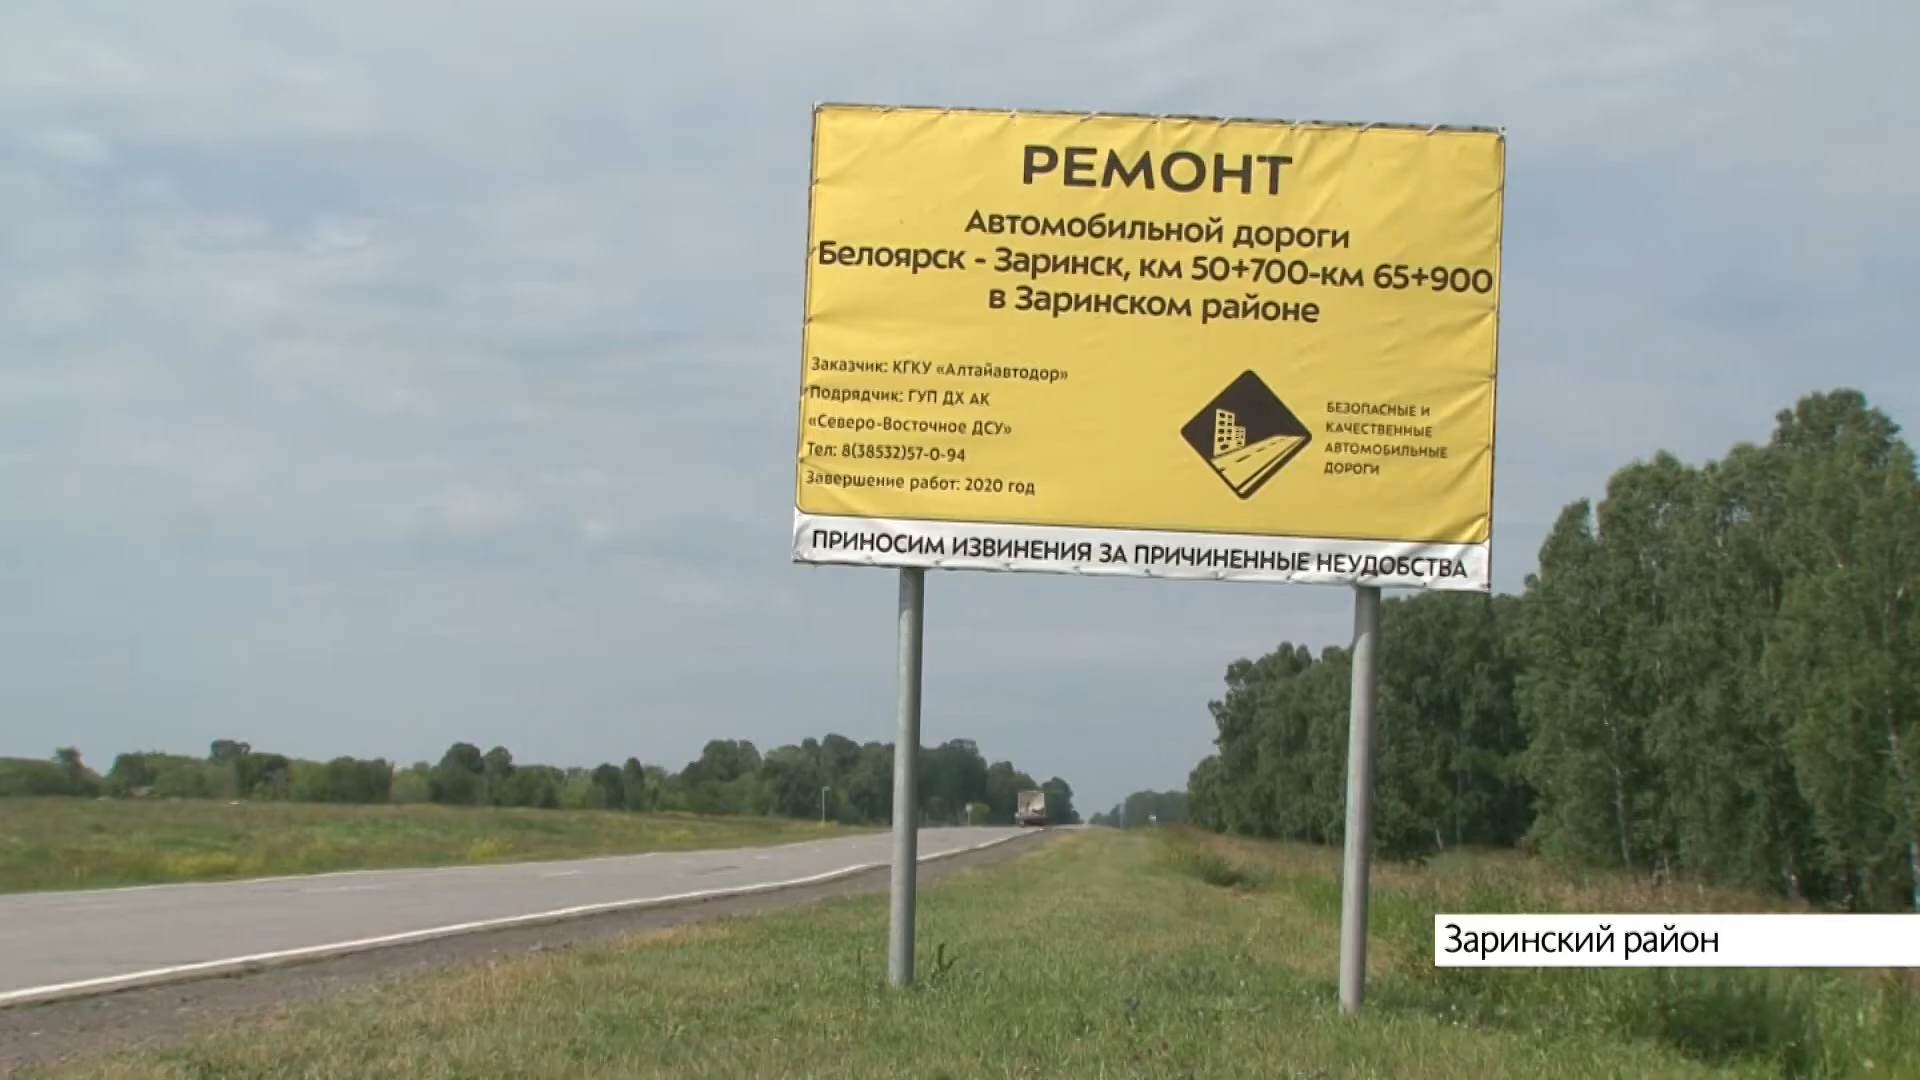 РЕМОНТ
Автомобильной дороги
Белоярск - Заринск, км 50+700-км 65+900
в Заринском районе
Заказчик: КГКУ «Алтайавтодор»
Подрядчик: ГУП ДХ АК
«Северо-Восточное ДСУ»
Тел: 8(38532)57-0-94
Завершение работ: 2020 год
БЕЗОПАСНЫЕ И
КАЧЕСТВЕННЫЕ
АВТОМОБИЛЬНЫЕ
ДОРОГИ
ПРИНОСИМ ИЗВИНЕНИЯ ЗА ПРИЧИНЕННЫЕ НЕУДОБСТВА
Заринский район